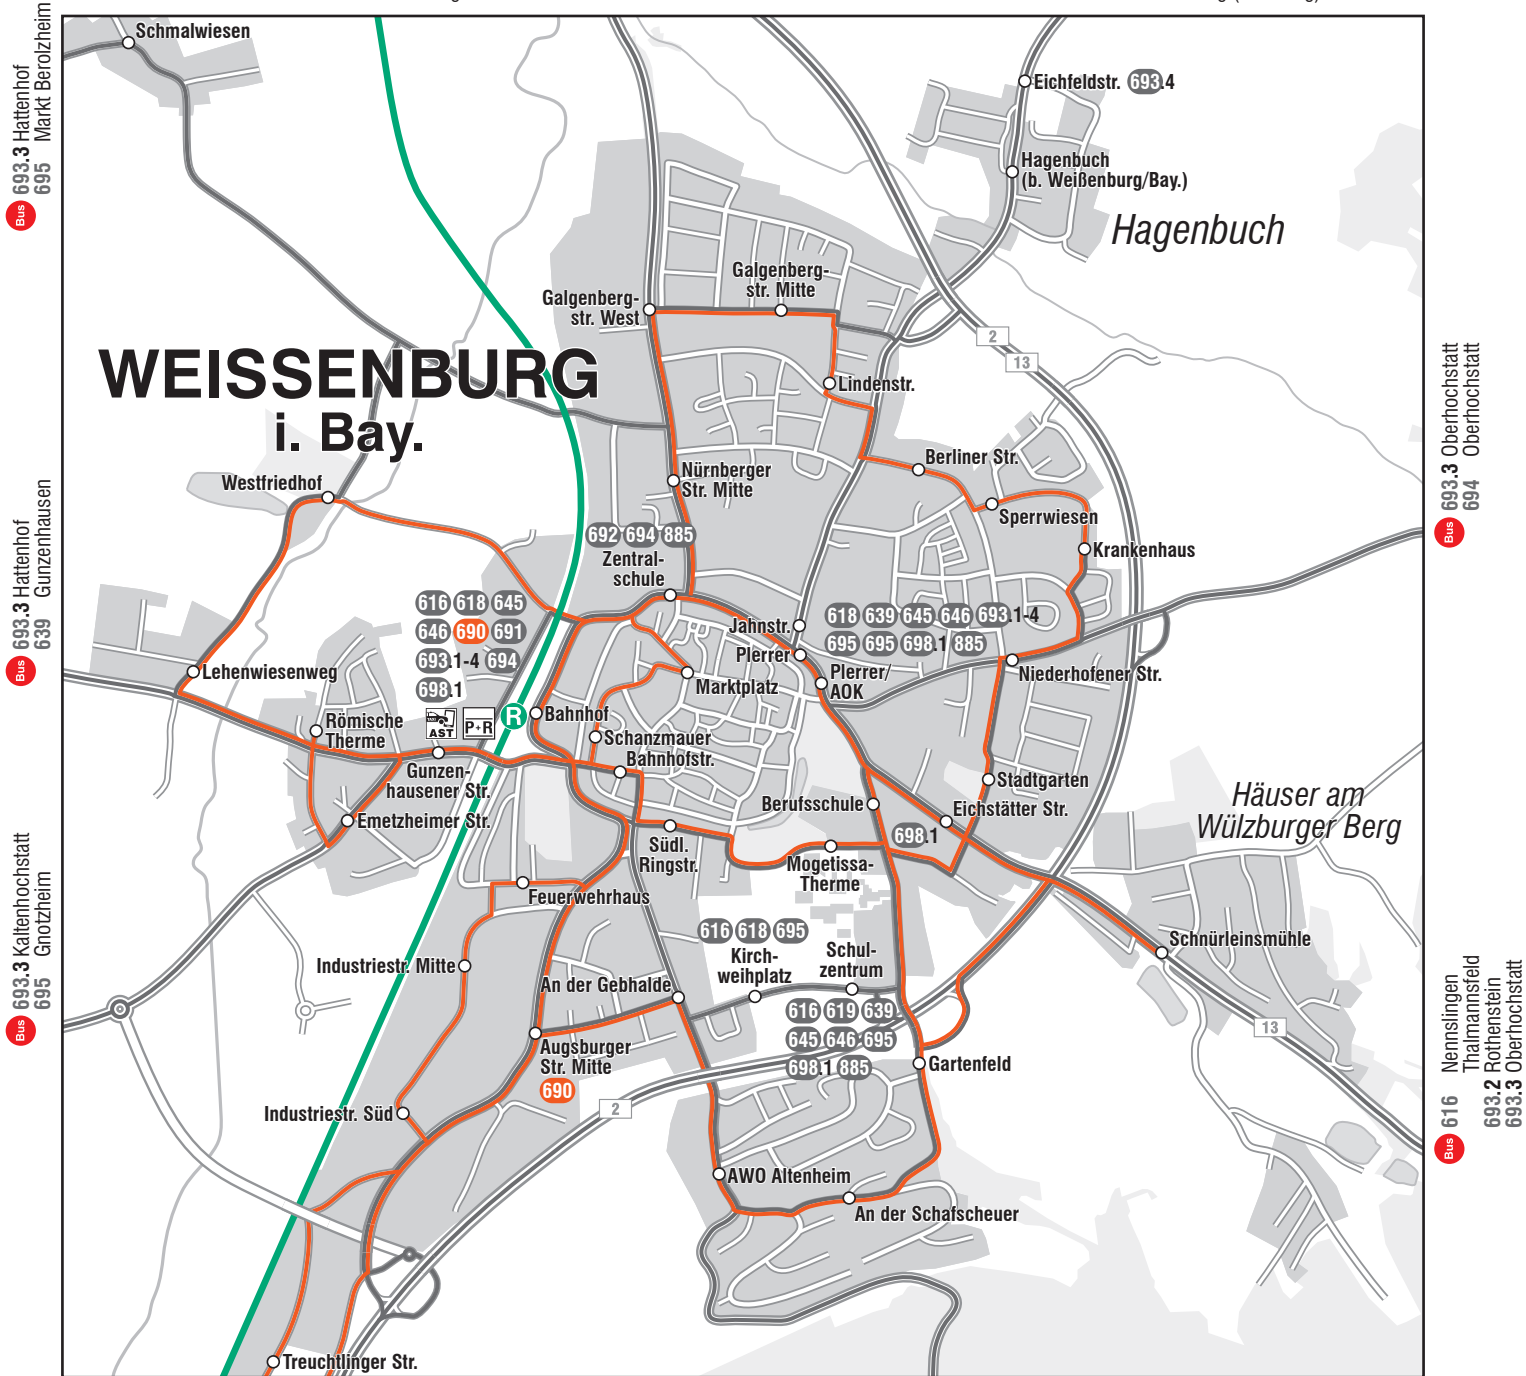 Schmalwiesen
Bus 693.3 Hattenhof
695 Markt Berolzheim
Eichfeldstr. 693.4
Hagenbuch
(b. Weißenburg/Bay.)
Hagenbuch
Galgenberg-
str. Mitte
Galgenberg-
str. West
2
13
WEISSENBURG
i. Bay.
Lindenstr.
Bus 693.3 Oberhochstatt
694 Oberhochstatt
Westfriedhof
Nürnberger
Str. Mitte
Berliner Str.
Sperrwiesen
Krankenhaus
Bus 693.3 Hattenhof
639 Gunzenhausen
692 694 885
Zentral-
schule
616 618 645
646 690 691
693.1-4 694
698.1
AST P+R R
Jahnstr.
618 639 645 646 693.1-4
695 695 698.1 885
Plerrer
Plerrer/
AOK
Niederhofener Str.
Lehenwiesenweg
Marktplatz
Römische
Therme
Bahnhof
Schanzmauer
Bahnhofstr.
Gunzen-
hausener Str.
Emetzheimer Str.
Stadtgarten
Berufsschule
Eichstätter Str.
698.1
Häuser am
Wülzburger Berg
Südl.
Ringstr.
Mogetissa-
Therme
Feuerwehrhaus
Bus 693.3 Kattenhochstatt
695 Gnotzheim
616 618 695
Kirch-
weihplatz
Schul-
zentrum
Schnürleinsmühle
Industriestr. Mitte
An der Gebhalde
616 619 639
645 646 695
698.1 885
13
Augsburger
Str. Mitte
690
Gartenfeld
2
Industriestr. Süd
Bus 616 Nennslingen
Thalmannsfeld
693.2 Rothenstein
693.3 Oberhochstatt
AWO Altenheim
An der Schafscheuer
Treuchtlinger Str.